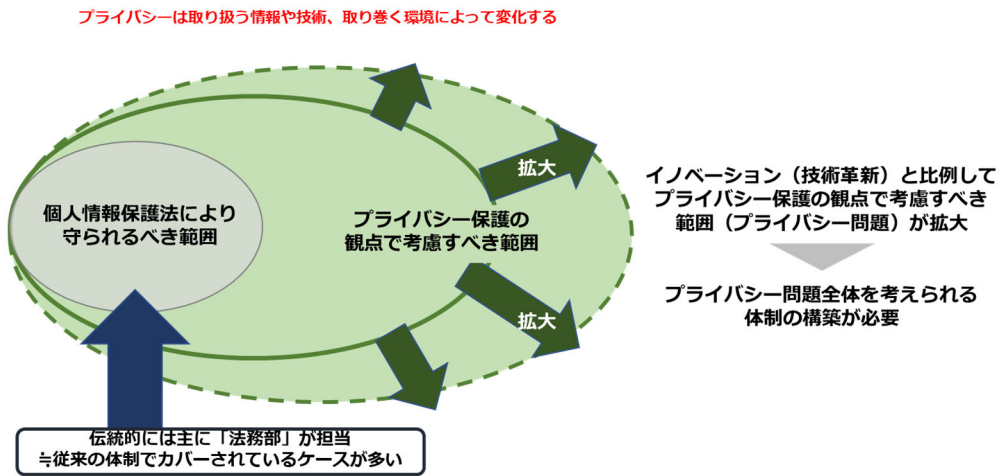 プライバシーは取り扱う情報や技術、取り巻く環境によって変化する
個人情報保護法により
守られるべき範囲
プライバシー保護の
観点で考慮すべき範囲
拡大
拡大
伝統的には主に「法務部」が担当
≒従来の体制でカバーされているケースが多い
イノベーション（技術革新）と比例して
プライバシー保護の観点で考慮すべき
範囲（プライバシー問題）が拡大
プライバシー問題全体を考えられる
体制の構築が必要